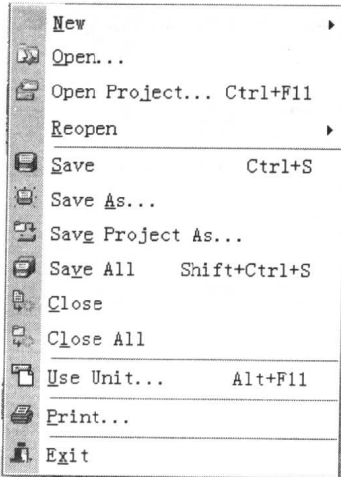 New
Open...
Open Project... Ctrl+F11
Reopen
Save Ctrl+S
Save As...
Save Project As...
Save All Shift+Ctrl+S
Close
Close All
Use Unit... Alt+F11
Print...
Exit